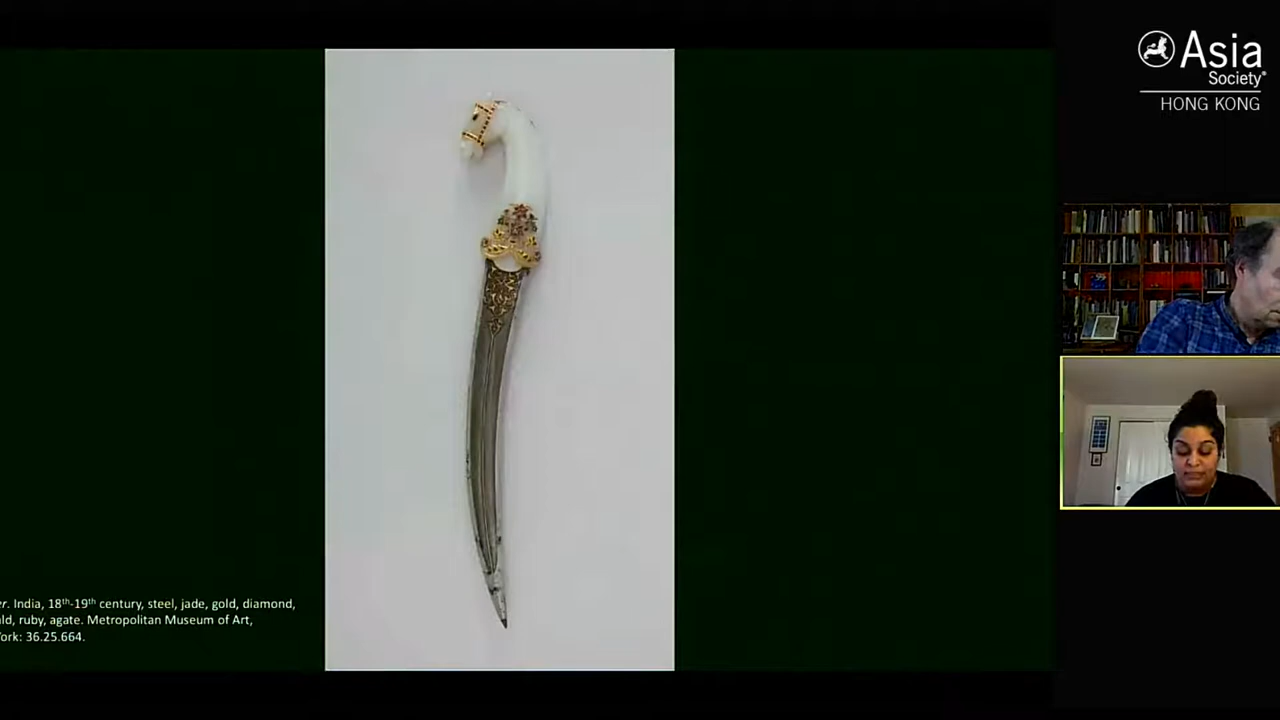 Asia
Society®
HONG KONG
er. India, 18th-19th century, steel, jade, gold, diamond,
ld, ruby, agate. Metropolitan Museum of Art,
ork: 36.25.664.